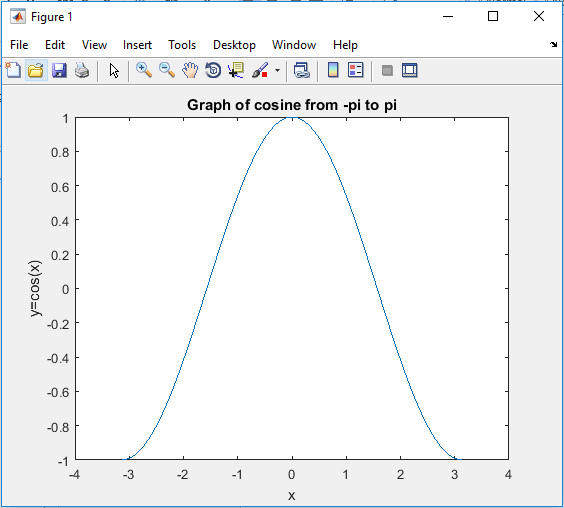 Figure 1
File Edit View Insert Tools Desktop Window Help
Graph of cosine from -pi to pi
1
0.8
0.6
0.4
0.2
0
-0.2
-0.4
-0.6
-0.8
-1
y=cos(x)
-4 -3 -2 -1 0 1 2 3 4
x